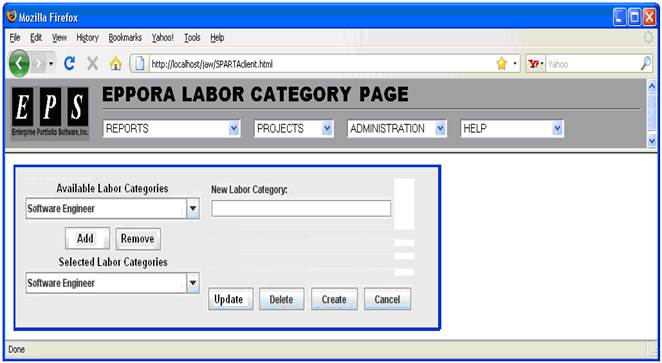 Mozilla Firefox
File Edit View History Bookmarks Yahoo! Tools Help
http://localhost/jaw/SPARTAclient.html
Yahoo
EPS
Enterprise Portfolio Software, Inc.
EPPORA LABOR CATEGORY PAGE
REPORTS PROJECTS ADMINISTRATION HELP
Available Labor Categories
Software Engineer
Add Remove
Selected Labor Categories
Software Engineer
New Labor Category:
Update Delete Create Cancel
Done